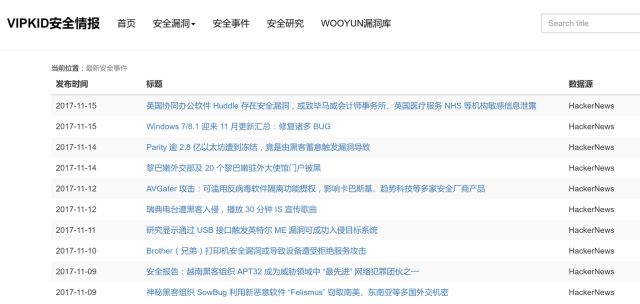 VIPKID安全情报 首页 安全漏洞 安全事件 安全研究 WOOYUN漏洞库 Search title
当前位置：最新安全事件
发布时间 标题 数据源
2017-11-15 英国协同办公软件 Huddle 存在安全漏洞，或致毕马威会计师事务所、英国医疗服务 NHS 等机构敏感信息泄露 HackerNews
2017-11-15 Windows 7/8.1 迎来 11 月更新汇总：修复诸多 BUG HackerNews
2017-11-14 Parity 逾 2.8 亿以太坊遭到冻结，竟是由黑客蓄意触发漏洞导致 HackerNews
2017-11-14 黎巴嫩外交部及 20 个黎巴嫩驻外大使馆门户被黑 HackerNews
2017-11-12 AVGater 攻击：可滥用反病毒软件隔离功能提权，影响卡巴斯基、趋势科技等多家安全厂商产品 HackerNews
2017-11-12 瑞典电台遭黑客入侵，播放 30 分钟 IS 宣传歌曲 HackerNews
2017-11-11 研究显示通过 USB 接口触发英特尔 ME 漏洞可成功入侵目标系统 HackerNews
2017-11-10 Brother（兄弟）打印机安全漏洞或导致设备遭受拒绝服务攻击 HackerNews
2017-11-09 安全报告：越南黑客组织 APT32 成为威胁领域中 “最先进” 网络犯罪团伙之一 HackerNews
2017-11-09 神秘黑客组织 SowBug 利用新恶意软件 “Felismus” 窃取南美、东南亚等多国外交机密 HackerNews